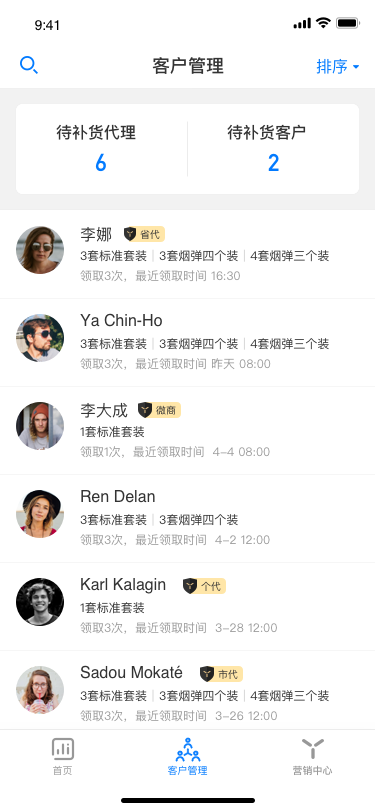 9:41
客户管理
排序
待补货代理
待补货客户
6
2
李娜 省代
3套标准套装 | 3套烟弹四个装 | 4套烟弹三个装
领取3次，最近领取时间 16:30
Ya Chin-Ho
3套标准套装 | 3套烟弹四个装 | 4套烟弹三个装
领取3次，最近领取时间 昨天 08:00
李大成 微商
1套标准套装
领取1次，最近领取时间 4-4 08:00
Ren Delan
3套标准套装 | 3套烟弹四个装
领取3次，最近领取时间 4-2 12:00
Karl Kalagin 个代
1套标准套装
领取3次，最近领取时间 3-28 12:00
Sadou Mokaté 市代
3套标准套装 | 3套烟弹四个装 | 4套烟弹三个装
领取3次，最近领取时间 3-26 12:00
首页
客户管理
营销中心